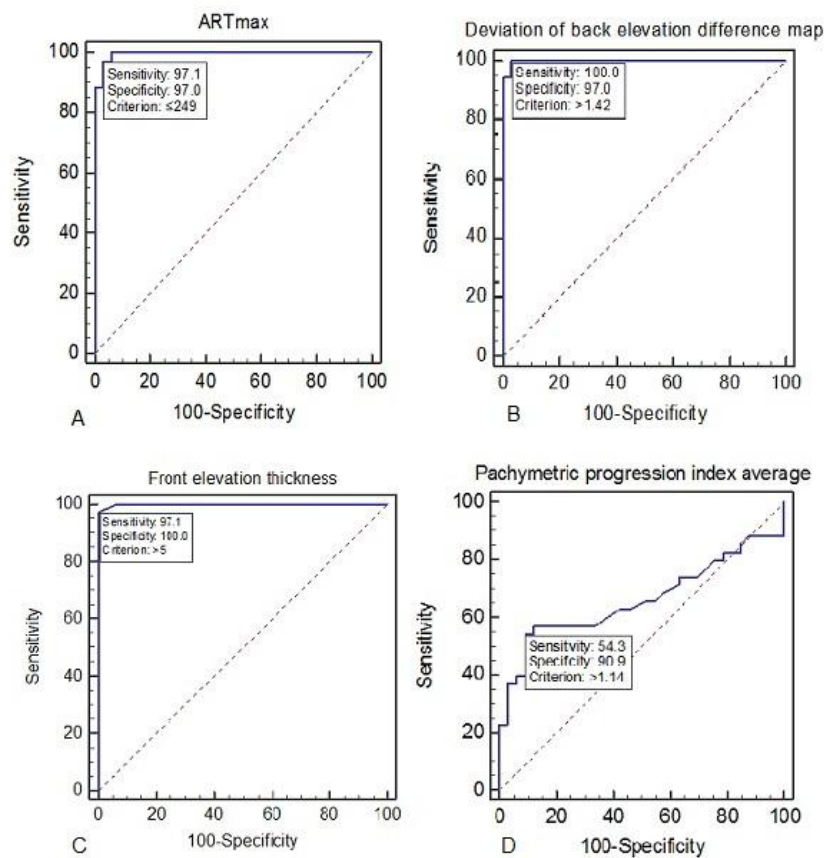 ARTmax
100
80
60
40
20
0
Sensitivity
Sensitivity: 97.1
Specificity: 97.0
Criterion: ≤249
0 20 40 60 80 100
100-Specificity
A
Deviation of back elevation difference map
100
80
60
40
20
0
Sensitivity
Sensitivity: 100.0
Specificity: 97.0
Criterion: >1.42
0 20 40 60 80 100
100-Specificity
B
Front elevation thickness
100
80
60
40
20
0
Sensitivity
Sensitivity: 97.1
Specificity: 100.0
Criterion: >5
0 20 40 60 80 100
100-Specificity
C
Pachymetric progression index average
100
80
60
40
20
0
Sensitivity
Sensitivity: 54.3
Specificity: 90.9
Criterion: >1.14
0 20 40 60 80 100
100-Specificity
D